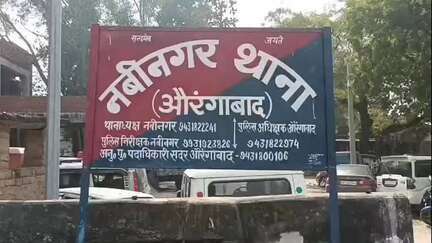 सत्यमेव जयते
नबीनगर थाना
(औरंगाबाद)
थानाध्यक्ष नबीनगर 9431822241
पुलिस अधिक्षक औरंगाबाद
पुलिस निरीक्षक नबीनगर
9431822974
अनु० पु० पदाधिकारी सदर औरंगाबाद - 9431800106